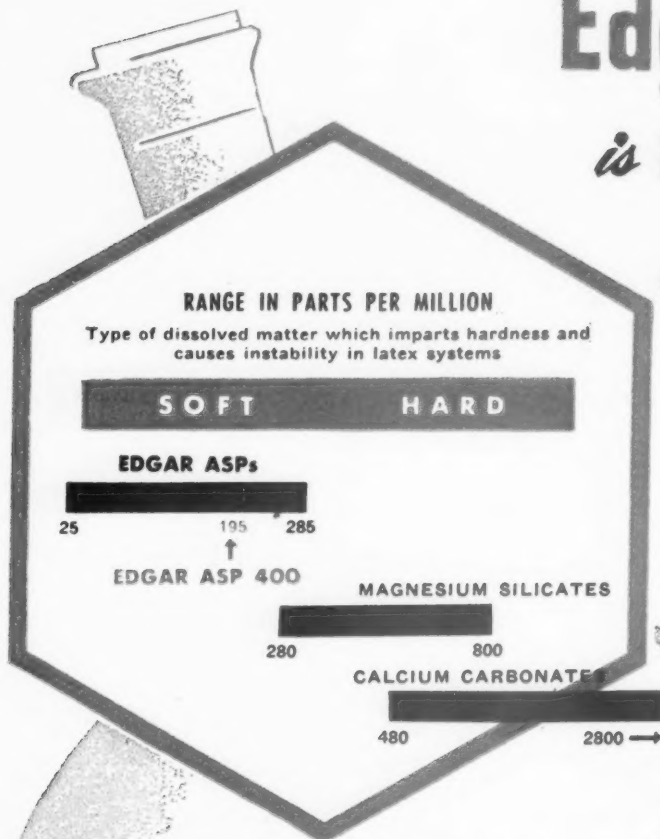 Ed
is
RANGE IN PARTS PER MILLION
Type of dissolved matter which imparts hardness and
causes instability in latex systems
SOFT HARD
EDGAR ASPs
25 195 285
↑
EDGAR ASP 400
MAGNESIUM SILICATES
280 800
CALCIUM CARBONATES
480 2800 →